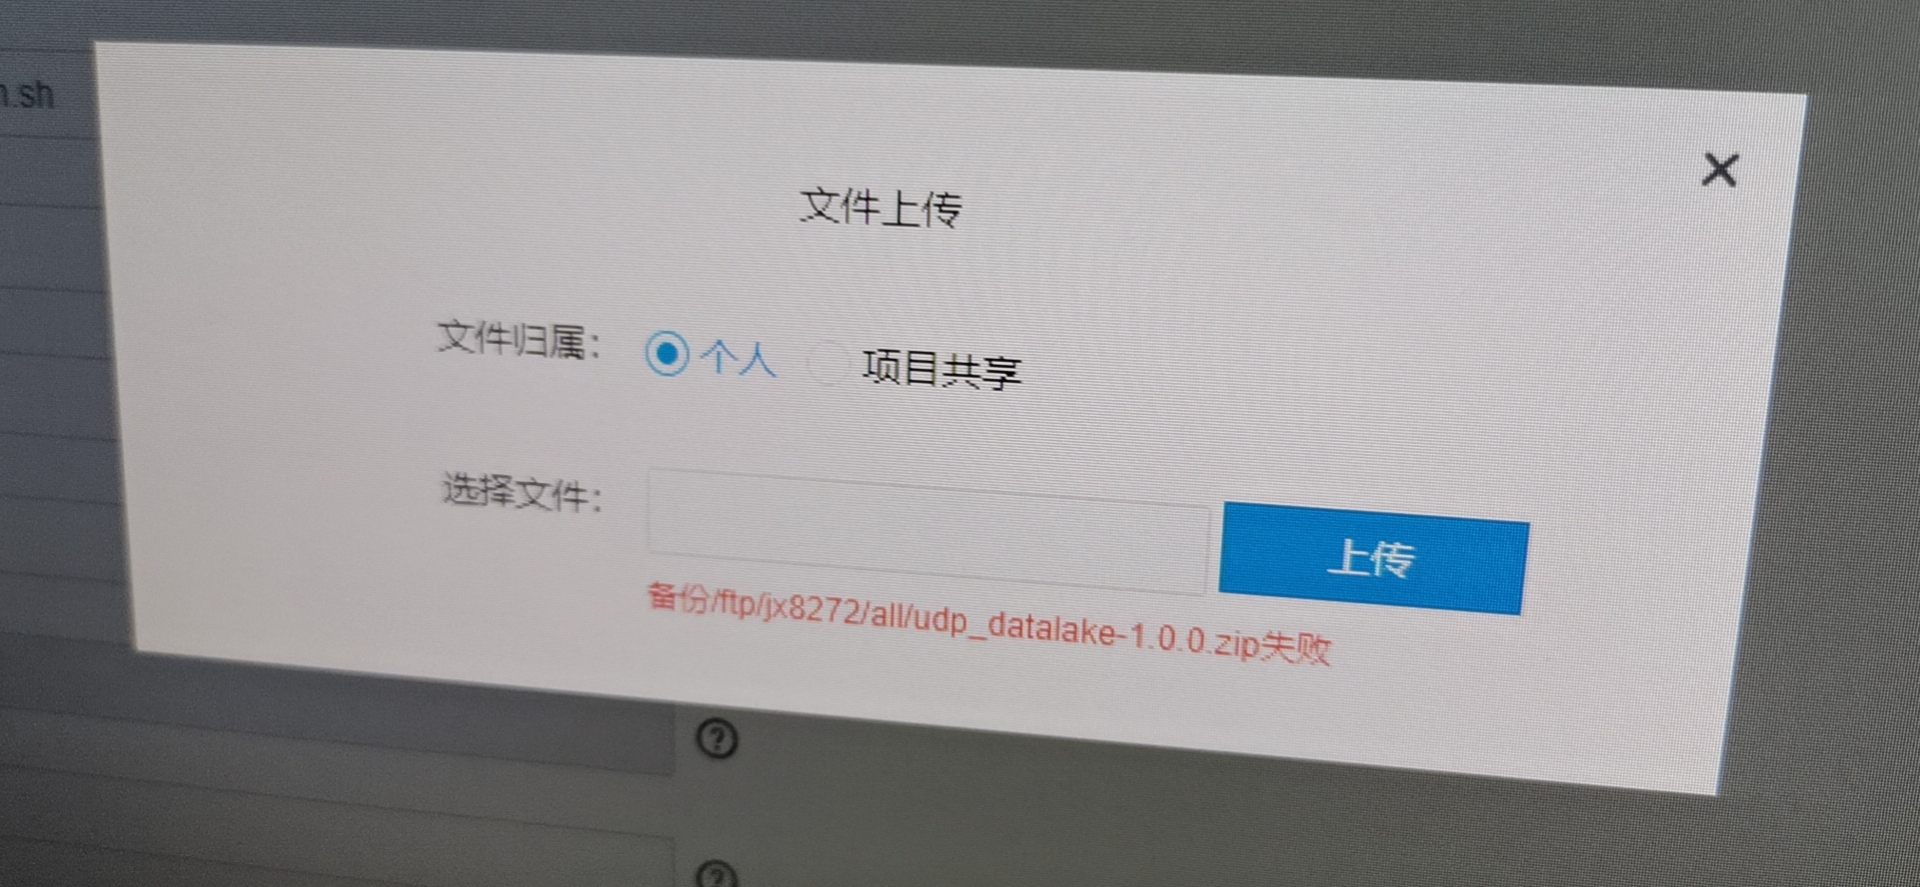 .sh
文件上传
文件归属： 个人 项目共享
选择文件： 上传
备份/ftp/jx8272/all/udp_datalake-1.0.0.zip失败
?
?